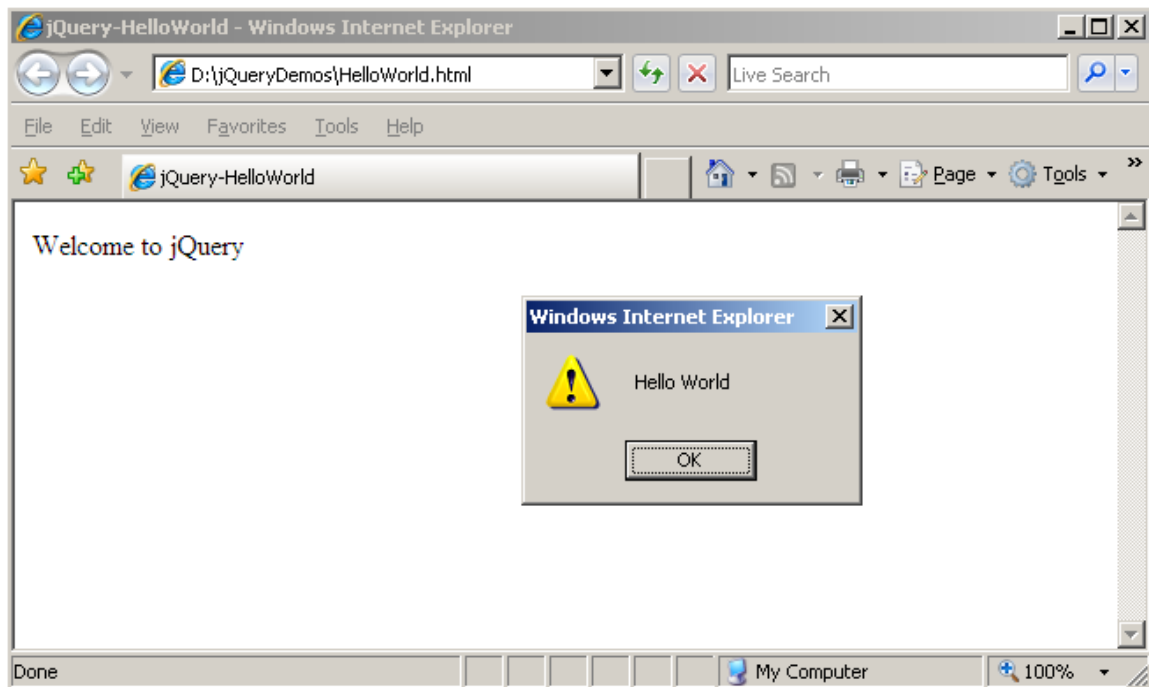 jQuery-HelloWorld - Windows Internet Explorer
D:\jQueryDemos\HelloWorld.html
Live Search
File Edit View Favorites Tools Help
jQuery-HelloWorld
Page Tools »
Welcome to jQuery
Windows Internet Explorer
Hello World
OK
Done
My Computer
100%